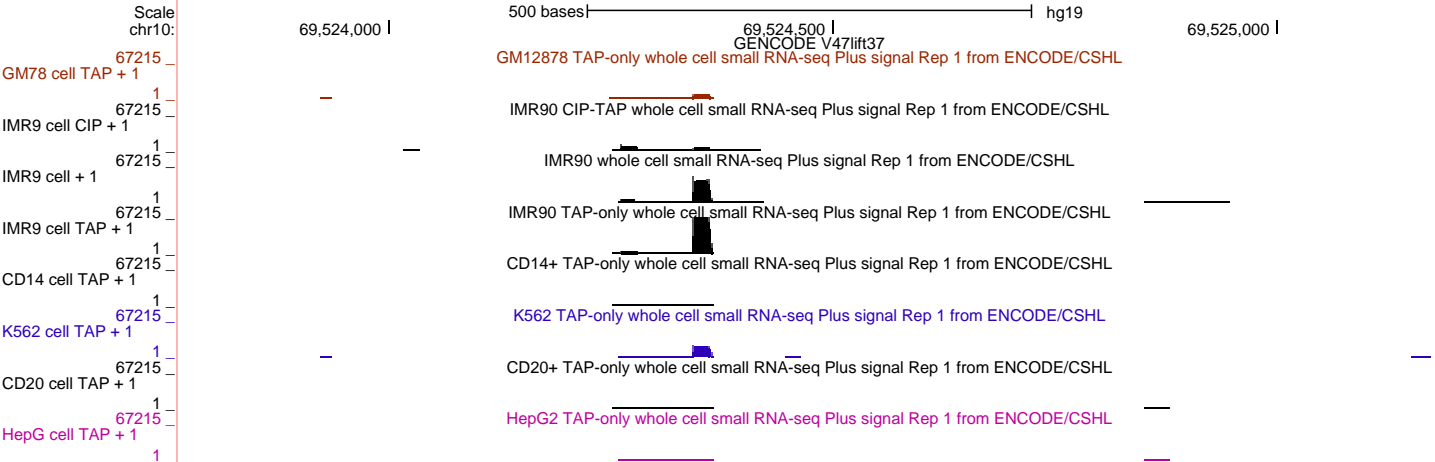 Scale 500 bases hg19
chr10: 69,524,000 69,524,500 69,525,000
GENCODE V47lift37
67215 _ GM12878 TAP-only whole cell small RNA-seq Plus signal Rep 1 from ENCODE/CSHL
GM78 cell TAP + 1
1 _
67215 _ IMR90 CIP-TAP whole cell small RNA-seq Plus signal Rep 1 from ENCODE/CSHL
IMR9 cell CIP + 1
1 _
67215 _ IMR90 whole cell small RNA-seq Plus signal Rep 1 from ENCODE/CSHL
IMR9 cell + 1
1 _
67215 _ IMR90 TAP-only whole cell small RNA-seq Plus signal Rep 1 from ENCODE/CSHL
IMR9 cell TAP + 1
1 _
67215 _ CD14+ TAP-only whole cell small RNA-seq Plus signal Rep 1 from ENCODE/CSHL
CD14 cell TAP + 1
1 _
67215 _ K562 TAP-only whole cell small RNA-seq Plus signal Rep 1 from ENCODE/CSHL
K562 cell TAP + 1
1 _
67215 _ CD20+ TAP-only whole cell small RNA-seq Plus signal Rep 1 from ENCODE/CSHL
CD20 cell TAP + 1
1 _
67215 _ HepG2 TAP-only whole cell small RNA-seq Plus signal Rep 1 from ENCODE/CSHL
HepG cell TAP + 1
1 _